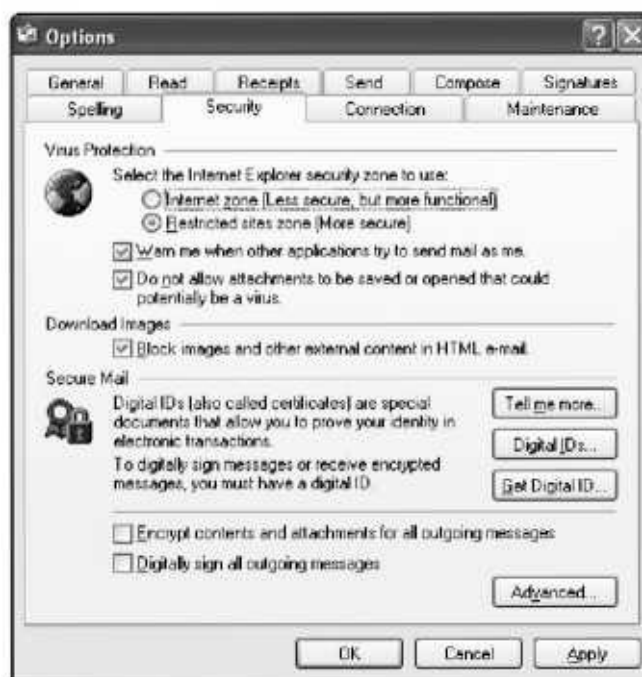 Options
General Read Receipts Send Compose Signatures
Spelling Security Connection Maintenance
Virus Protection
Select the Internet Explorer security zone to use:
Internet zone (Less secure, but more functional)
Restricted sites zone (More secure)
Warn me when other applications try to send mail as me.
Do not allow attachments to be saved or opened that could
potentially be a virus.
Download Images
Block images and other external content in HTML e-mail.
Secure Mail
Digital IDs (also called certificates) are special
documents that allow you to prove your identity in
electronic transactions.
Tell me more...
Digital IDs...
To digitally sign messages or receive encrypted
messages, you must have a digital ID.
Get Digital ID...
Encrypt contents and attachments for all outgoing messages
Digitally sign all outgoing messages
Advanced...
OK Cancel Apply